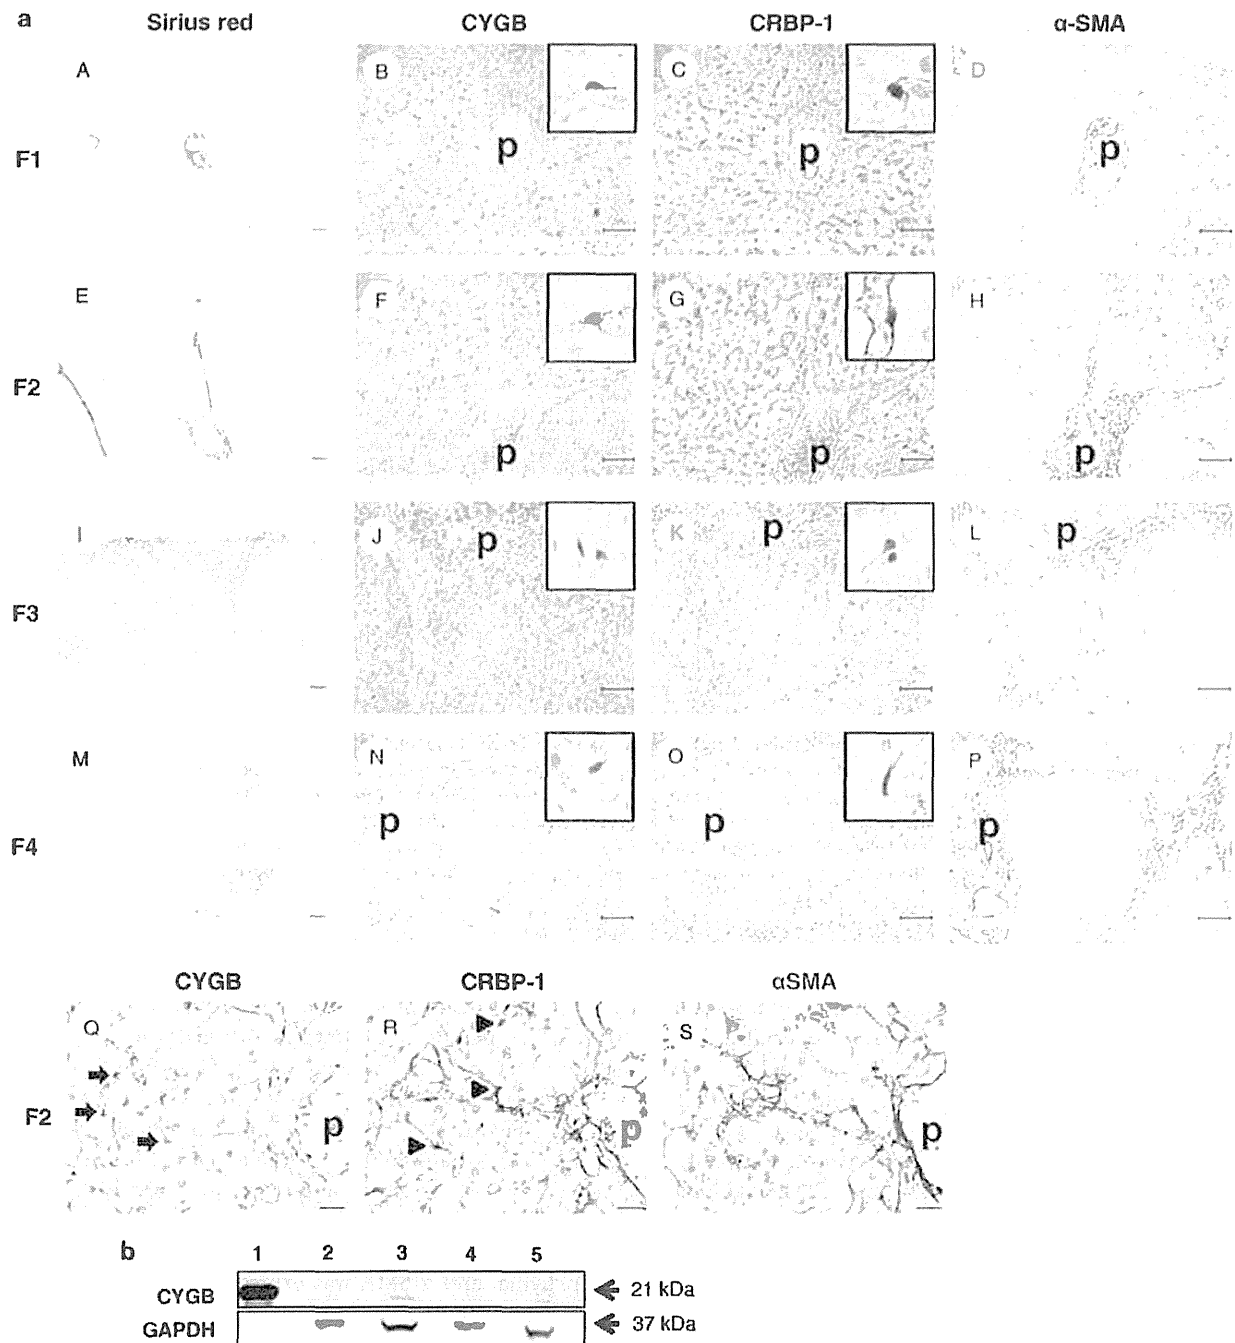 a
Sirius red CYGB CRBP-1 α-SMA
A B C D
F1 p p p
E F G H
F2 p p p
I J K L
p p p
F3
M N O P
F4 p p p
CYGB CRBP-1 αSMA
Q R S
F2 p p p
b 1 2 3 4 5
CYGB 21 kDa
GAPDH 37 kDa